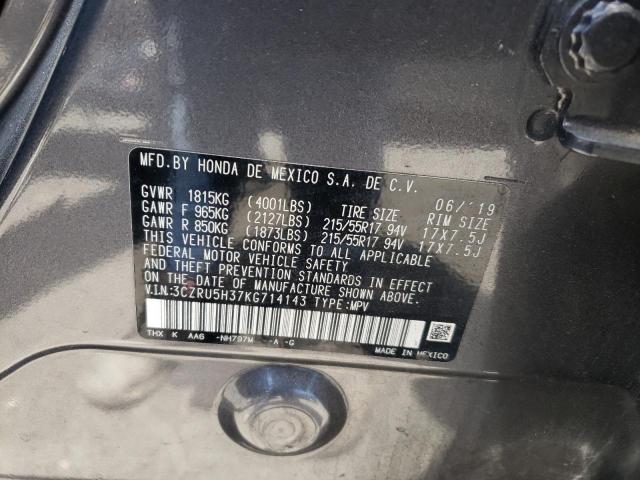 MFD.BY HONDA DE MEXICO S.A. DE C.V.
06/'19
GVWR 1815KG (4001LBS) TIRE SIZE RIM SIZE
GAWR F 965KG (2127LBS) 215/55R17 94V 17X7.5J
GAWR R 850KG (1873LBS) 215/55R17 94V 17X7.5J
THIS VEHICLE CONFORMS TO ALL APPLICABLE
FEDERAL MOTOR VEHICLE SAFETY
AND THEFT PREVENTION STANDARDS IN EFFECT
ON THE DATE OF MANUFACTURE SHOWN ABOVE.
V.I.N:3CZRU5H37KG714143 TYPE:MPV
THX K AA6 -NH797M -A -G
MADE IN MEXICO